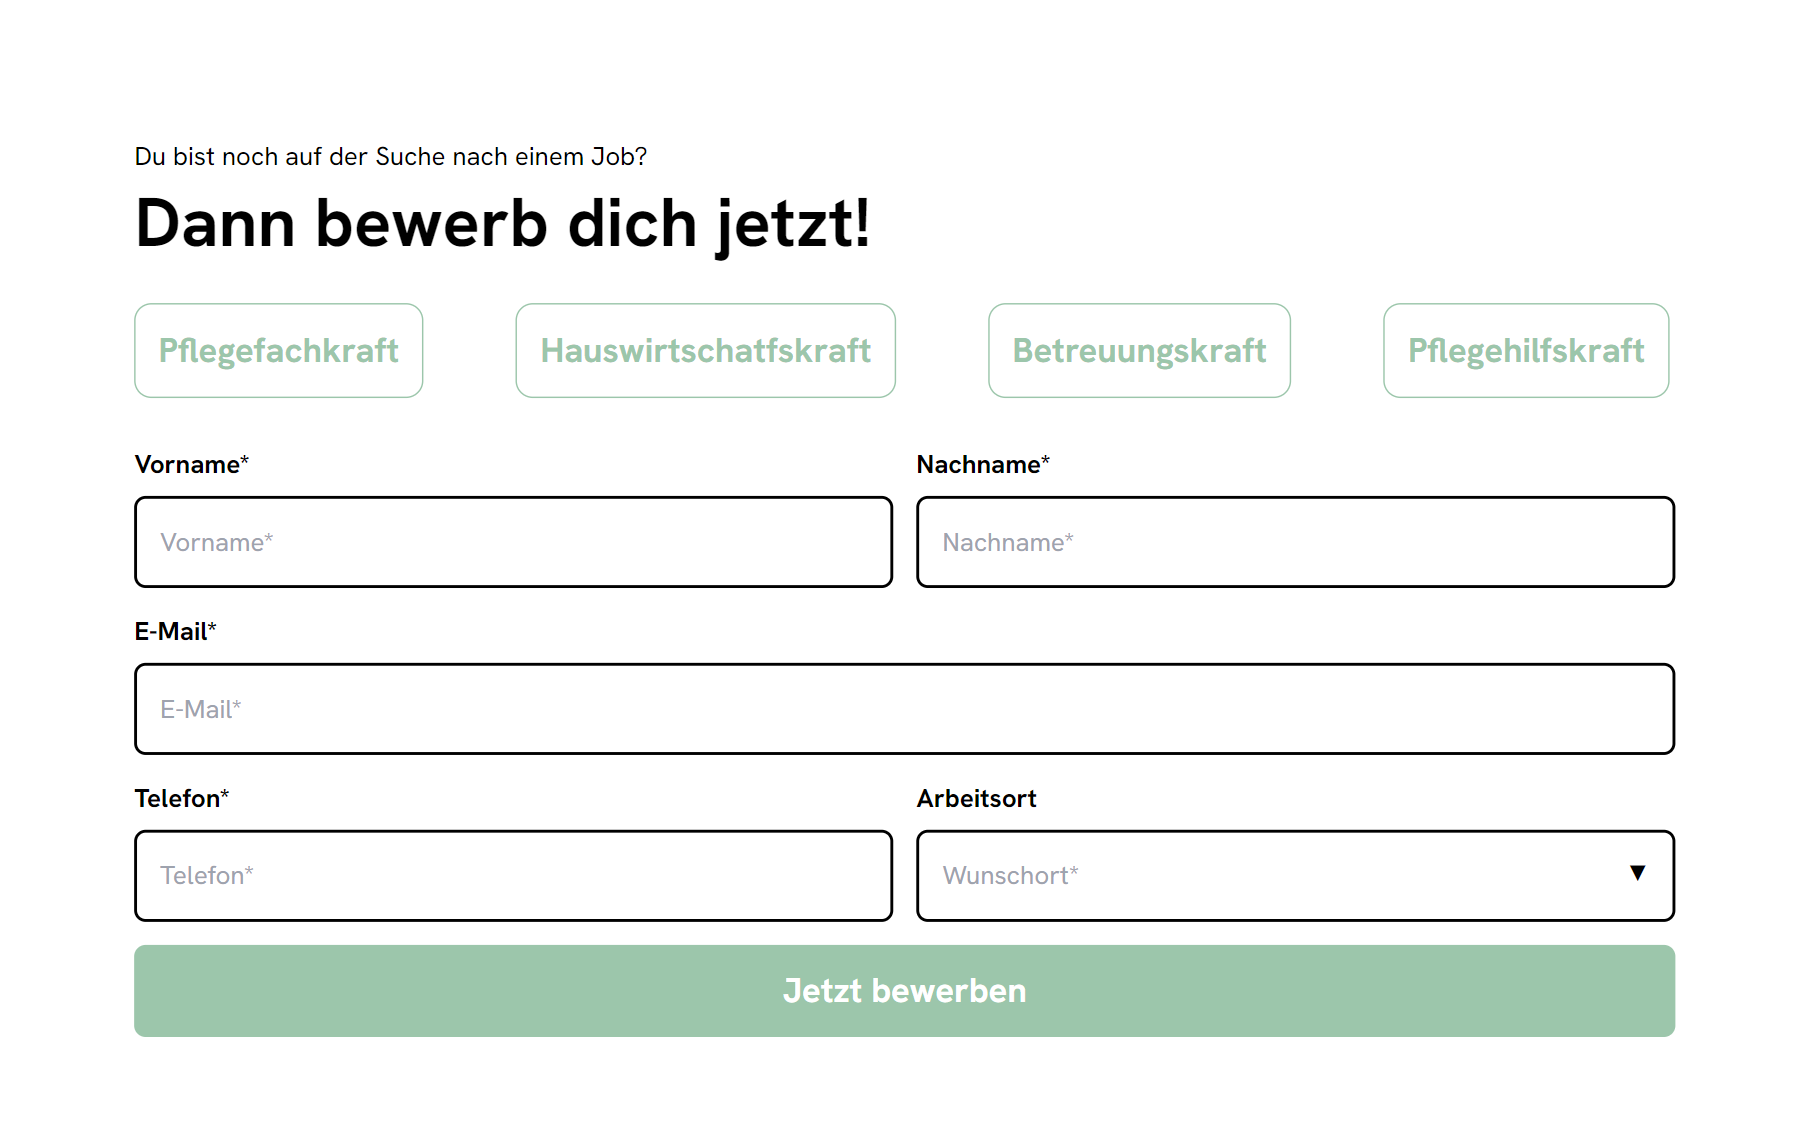 Du bist noch auf der Suche nach einem Job?
Dann bewerb dich jetzt!
Pflegefachkraft Hauswirtschatfskraft Betreuungskraft Pflegehilfskraft
Vorname* Nachname*
Vorname* Nachname*
E-Mail*
E-Mail*
Telefon* Arbeitsort
Telefon* Wunschort* ▼
Jetzt bewerben